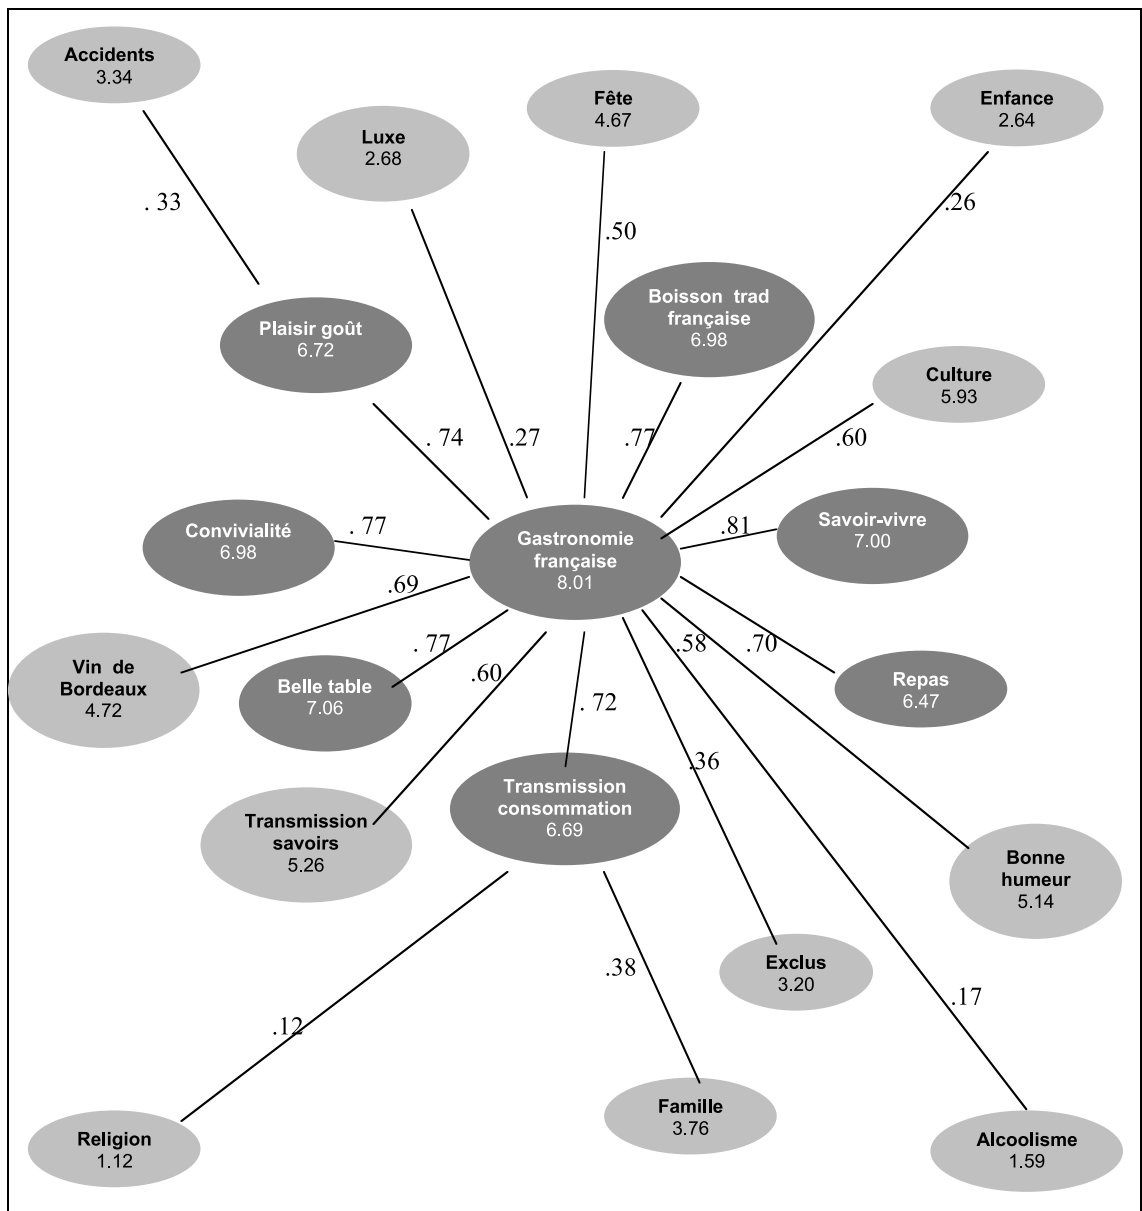 Accidents
3.34
Luxe
2.68
Fête
4.67
Enfance
2.64
. 33
.50
.26
Plaisir goût
6.72
Boisson trad
française
6.98
Culture
5.93
. 74
.27
.77
.60
Convivialité
6.98
. 77
Gastronomie
française
8.01
.81
Savoir-vivre
7.00
.69
Vin de
Bordeaux
4.72
. 77
Belle table
7.06
.60
. 72
.58
.70
Repas
6.47
Transmission
savoirs
5.26
Transmission
consommation
6.69
.36
Bonne
humeur
5.14
.12
.38
Exclus
3.20
.17
Religion
1.12
Famille
3.76
Alcoolisme
1.59